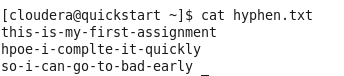 [cloudera@quickstart ~]$ cat hyphen.txt
this-is-my-first-assignment
hpoe-i-complte-it-quickly
so-i-can-go-to-bad-early _